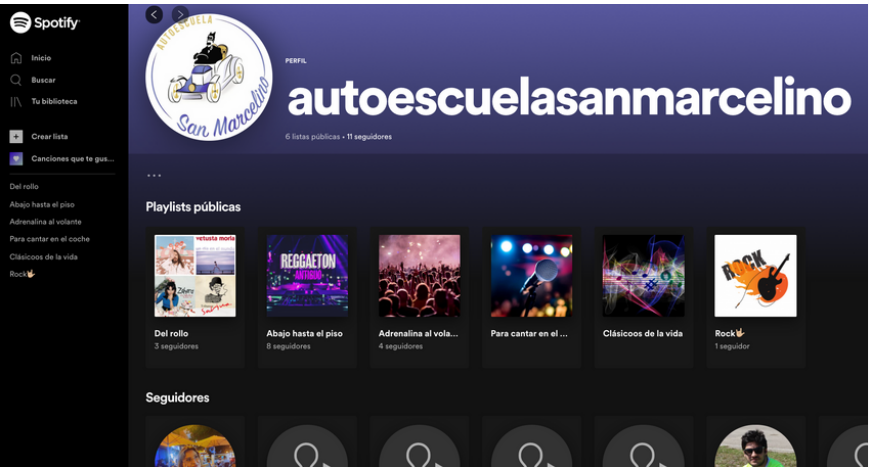 Spotify
Inicio
Buscar
Tu biblioteca
Crear lista
Canciones que te gus...
Del rollo
Abajo hasta el piso
Adrenalina al volante
Para cantar en el coche
Clásicoos de la vida
Rock🤟
AUTOESCUELA
San Marcelino
PERFIL
autoescuelasanmarcelino
6 listas públicas • 11 seguidores
...
Playlists públicas
vetusta morla
REGGAETON
ANTIGUO
ROCK
Del rollo
3 seguidores
Abajo hasta el piso
8 seguidores
Adrenalina al vola...
4 seguidores
Para cantar en el ...
Clásicoos de la vida
Rock🤟
1 seguidor
Seguidores